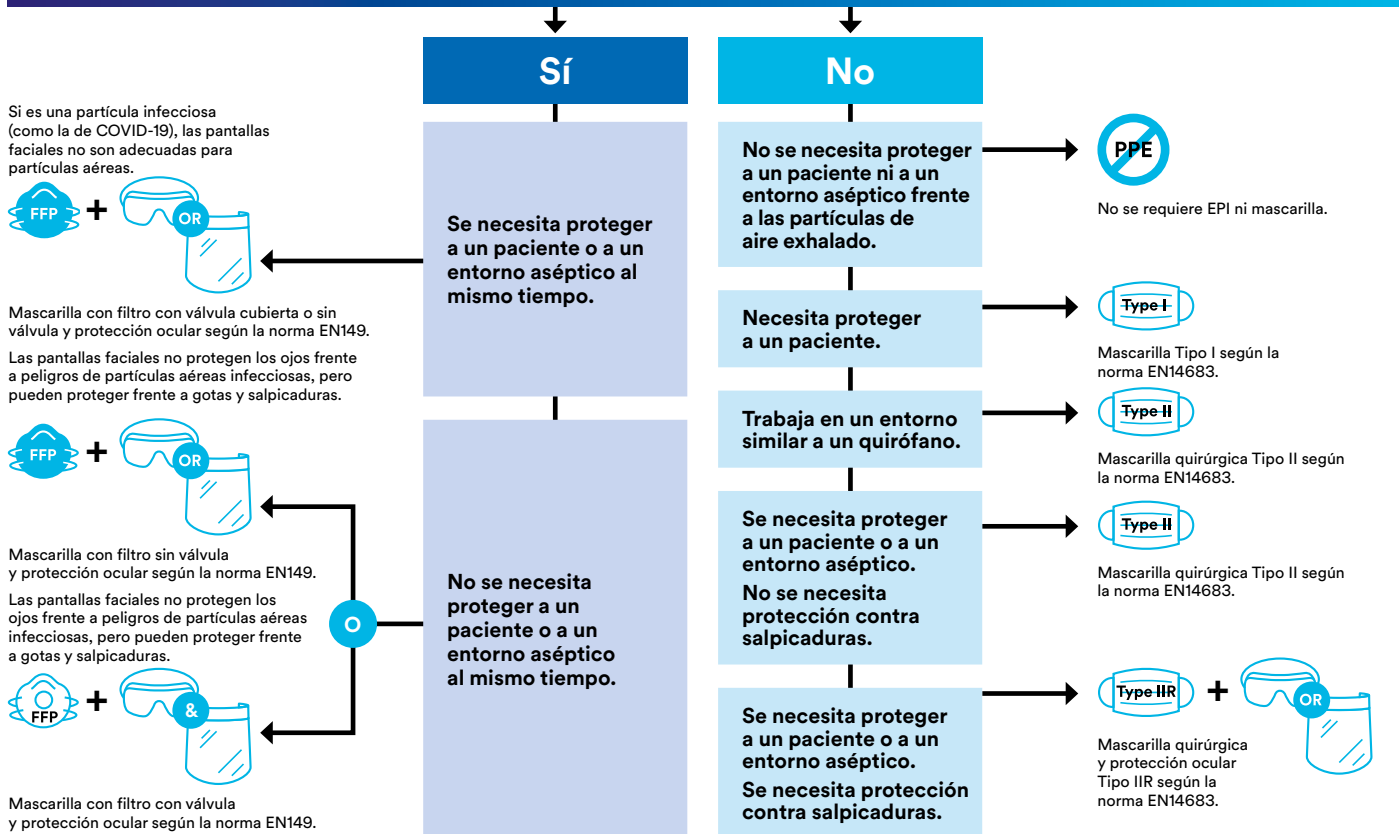 Sí
No
Si es una partícula infecciosa
(como la de COVID-19), las pantallas
faciales no son adecuadas para
partículas aéreas.
FFP
+
OR
Mascarilla con filtro con válvula cubierta o sin
válvula y protección ocular según la norma EN149.
Las pantallas faciales no protegen los ojos frente
a peligros de partículas aéreas infecciosas, pero
pueden proteger frente a gotas y salpicaduras.
FFP
+
OR
Mascarilla con filtro sin válvula
y protección ocular según la norma EN149.
Las pantallas faciales no protegen los
ojos frente a peligros de partículas aéreas
infecciosas, pero pueden proteger frente
a gotas y salpicaduras.
FFP
+
&
Mascarilla con filtro con válvula
y protección ocular según la norma EN149.
O
Se necesita proteger
a un paciente o a un
entorno aséptico al
mismo tiempo.
No se necesita
proteger a un
paciente o a un
entorno aséptico
al mismo tiempo.
No se necesita proteger
a un paciente ni a un
entorno aséptico frente
a las partículas de
aire exhalado.
PPE
No se requiere EPI ni mascarilla.
Necesita proteger
a un paciente.
Type I
Mascarilla Tipo I según la
norma EN14683.
Trabaja en un entorno
similar a un quirófano.
Type II
Mascarilla quirúrgica Tipo II según
la norma EN14683.
Se necesita proteger
a un paciente o a un
entorno aséptico.
No se necesita
protección contra
salpicaduras.
Type II
Mascarilla quirúrgica Tipo II según
la norma EN14683.
Se necesita proteger
a un paciente o a un
entorno aséptico.
Se necesita protección
contra salpicaduras.
Type IIR
+
OR
Mascarilla quirúrgica
y protección ocular
Tipo IIR según la
norma EN14683.